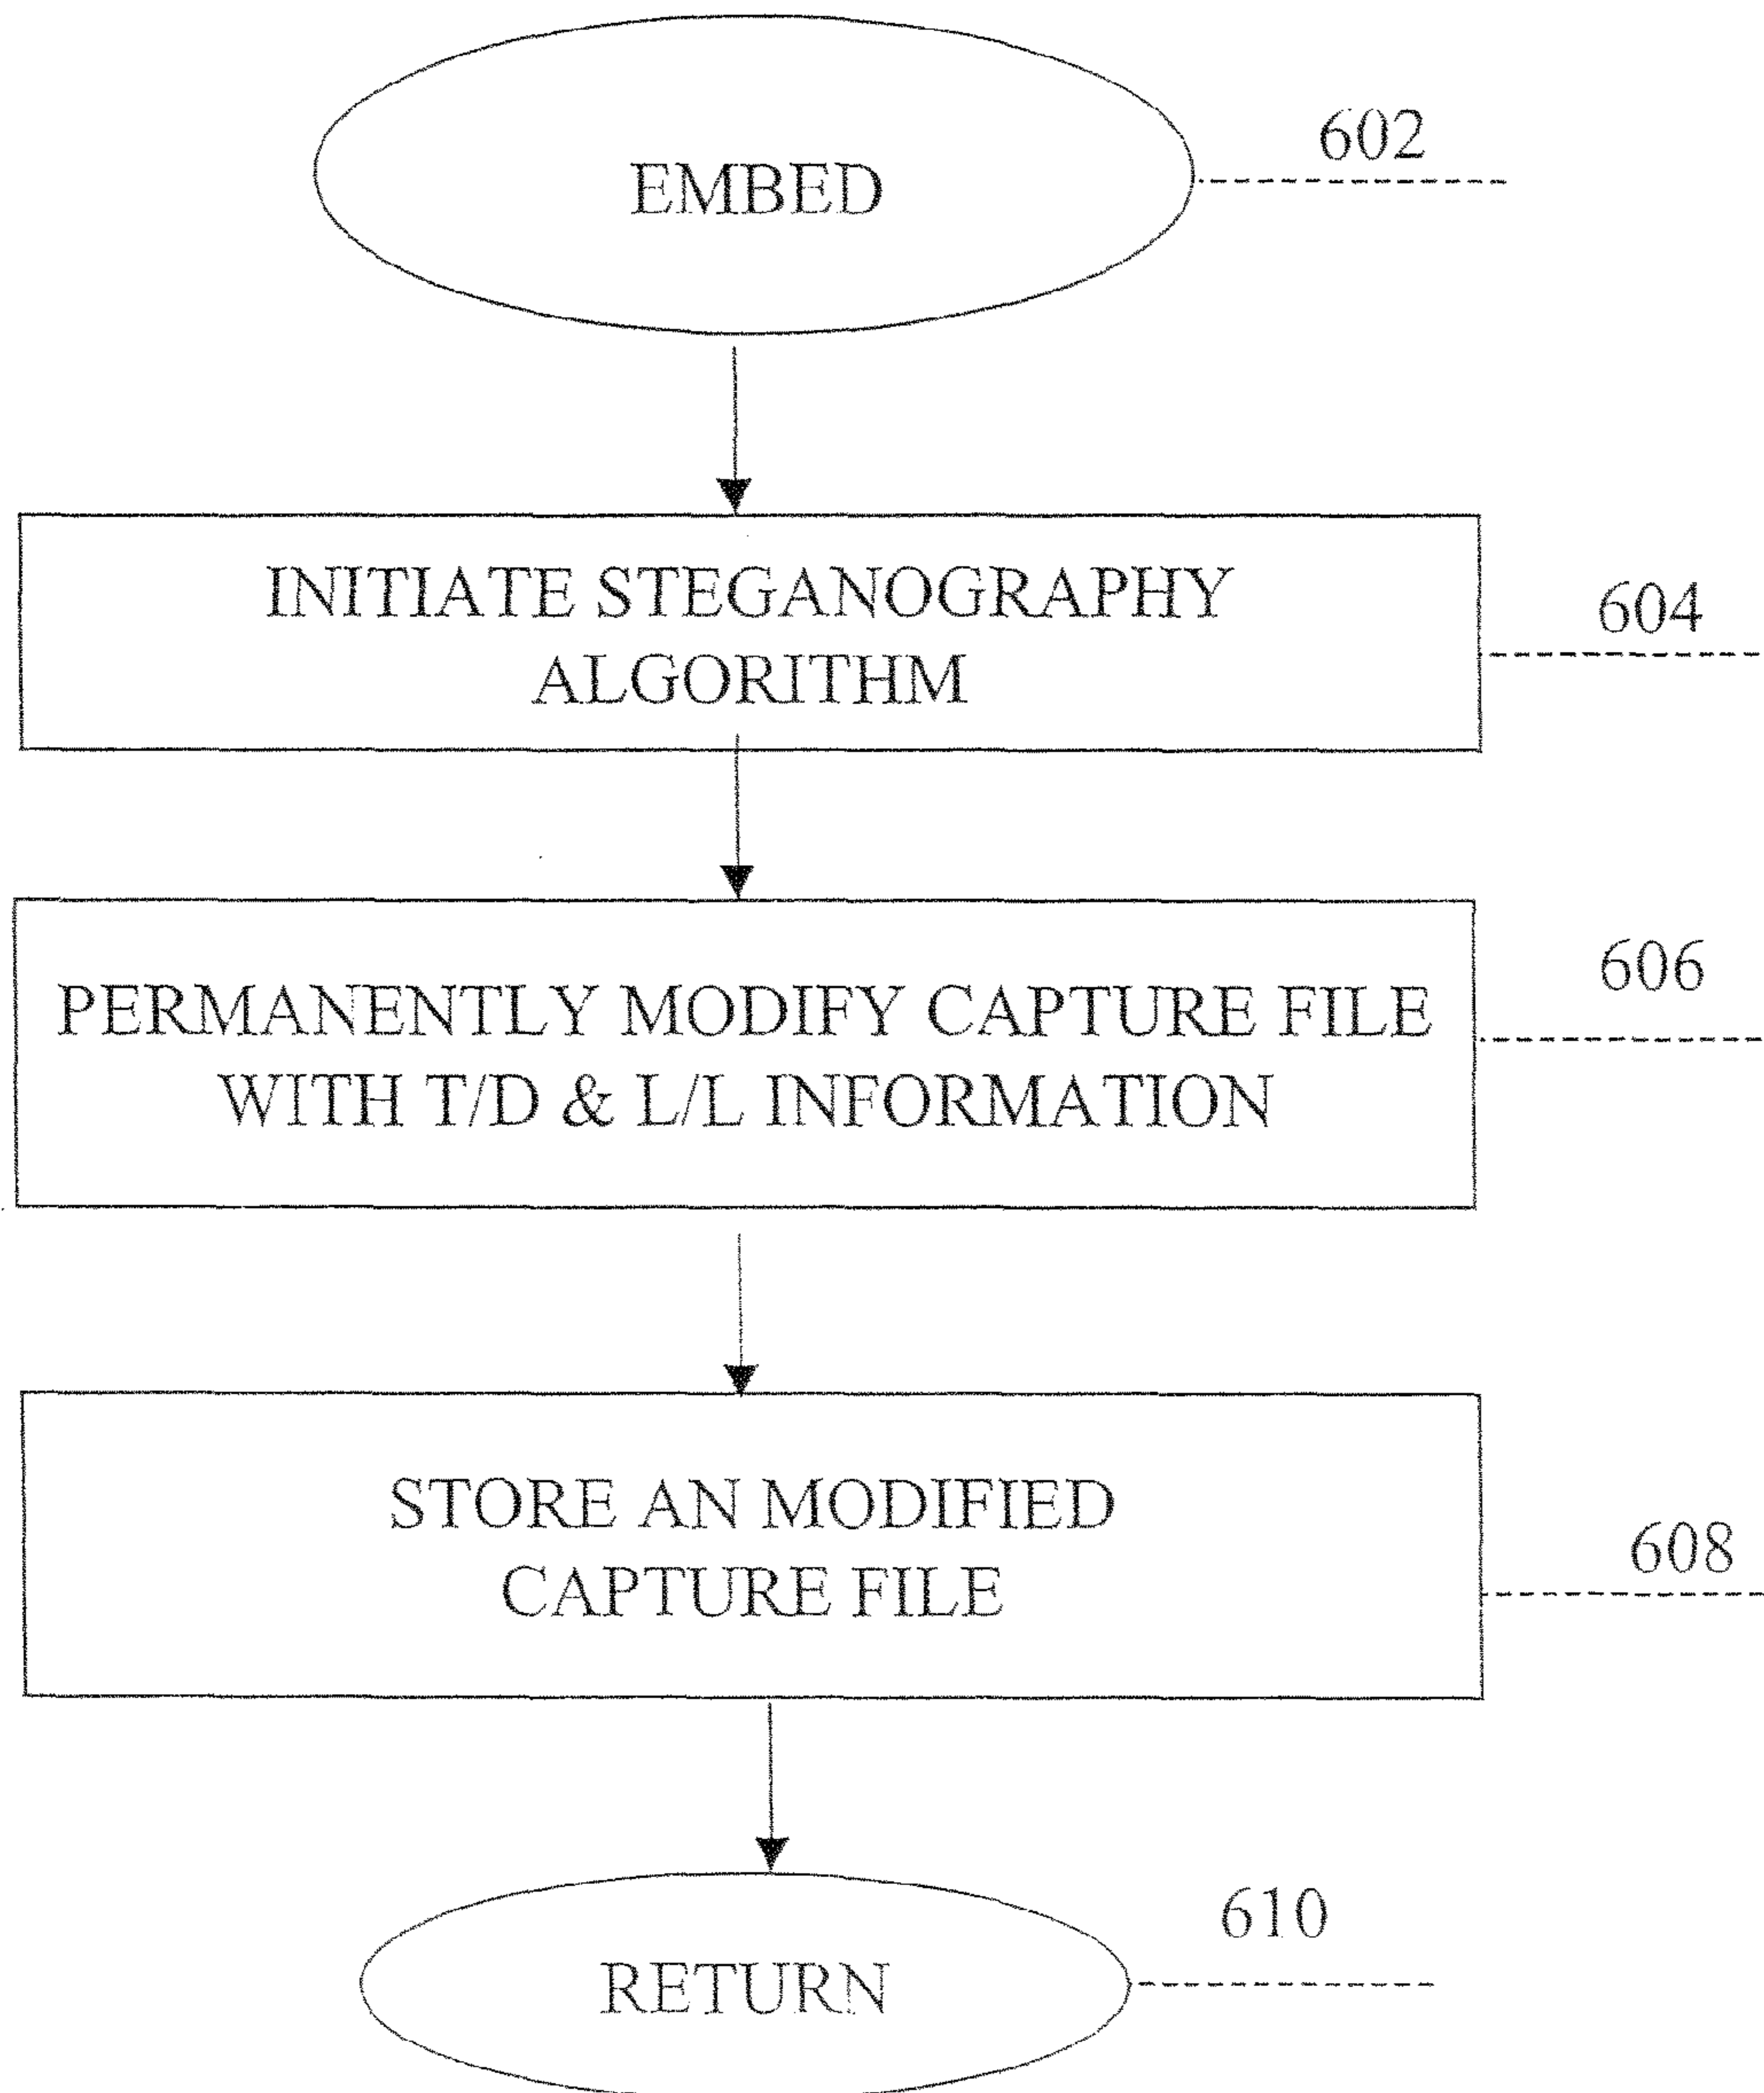 EMBED
602
INITIATE STEGANOGRAPHY
ALGORITHM
604
PERMANENTLY MODIFY CAPTURE FILE
WITH T/D & L/L INFORMATION
606
STORE AN MODIFIED
CAPTURE FILE
608
RETURN
610